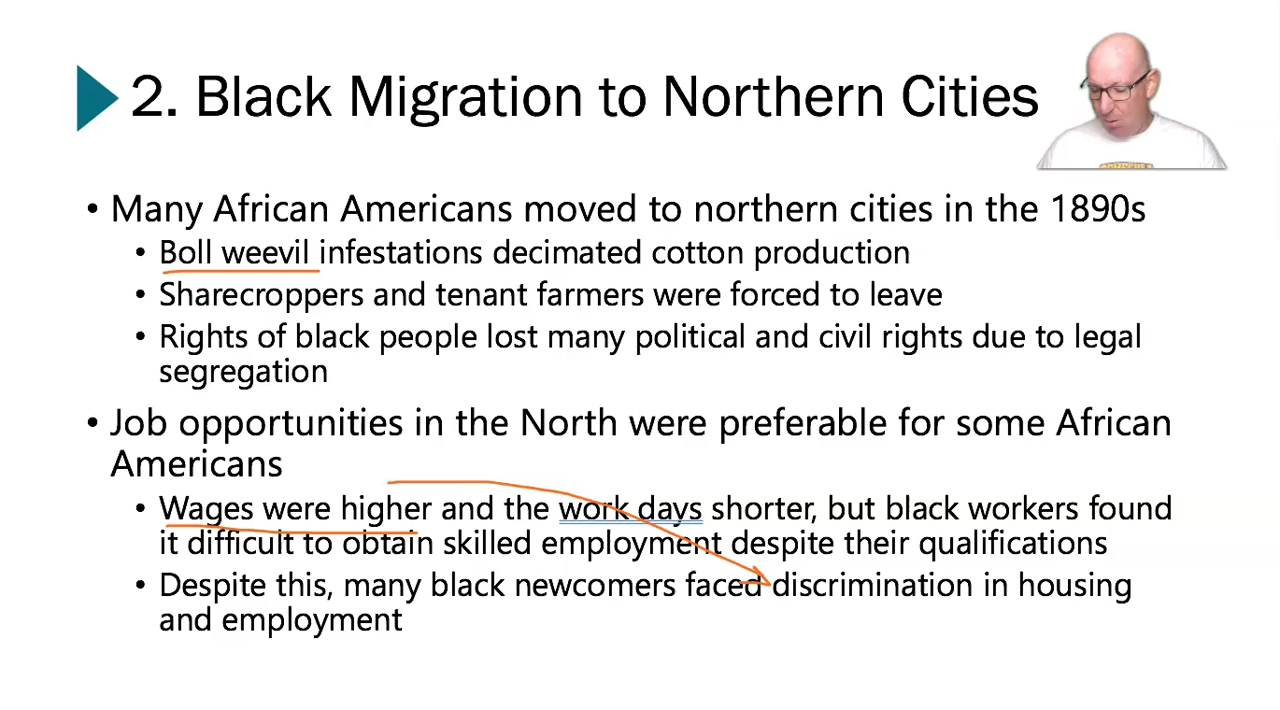 2. Black Migration to Northern Cities
• Many African Americans moved to northern cities in the 1890s
• Boll weevil infestations decimated cotton production
• Sharecroppers and tenant farmers were forced to leave
• Rights of black people lost many political and civil rights due to legal
segregation
• Job opportunities in the North were preferable for some African
Americans
• Wages were higher and the work days shorter, but black workers found
it difficult to obtain skilled employment despite their qualifications
• Despite this, many black newcomers faced discrimination in housing
and employment